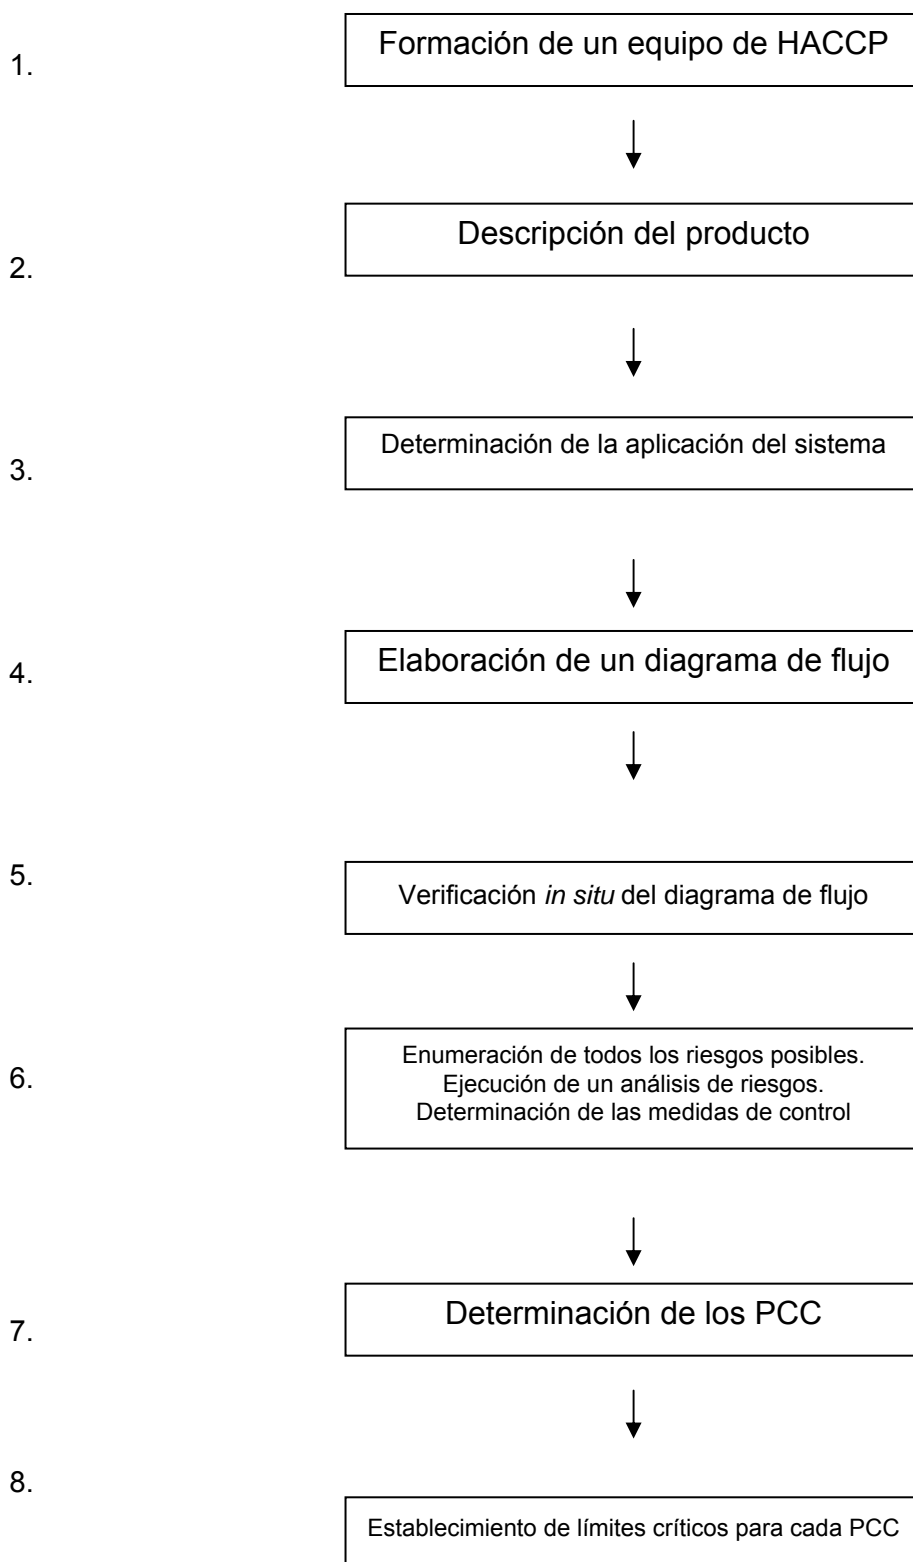 1.
Formación de un equipo de HACCP
2.
Descripción del producto
3.
Determinación de la aplicación del sistema
4.
Elaboración de un diagrama de flujo
5.
Verificación in situ del diagrama de flujo
6.
Enumeración de todos los riesgos posibles.
Ejecución de un análisis de riesgos.
Determinación de las medidas de control
7.
Determinación de los PCC
8.
Establecimiento de límites críticos para cada PCC